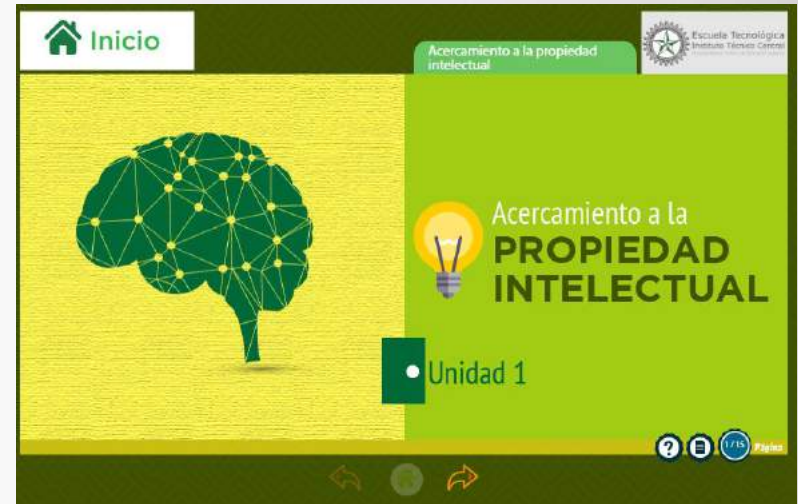 Inicio
Acercamiento a la propiedad
intelectual
Escuela Tecnológica
Instituto Técnico Central
Acercamiento a la
PROPIEDAD
INTELECTUAL
Unidad 1
?
1/15
Página